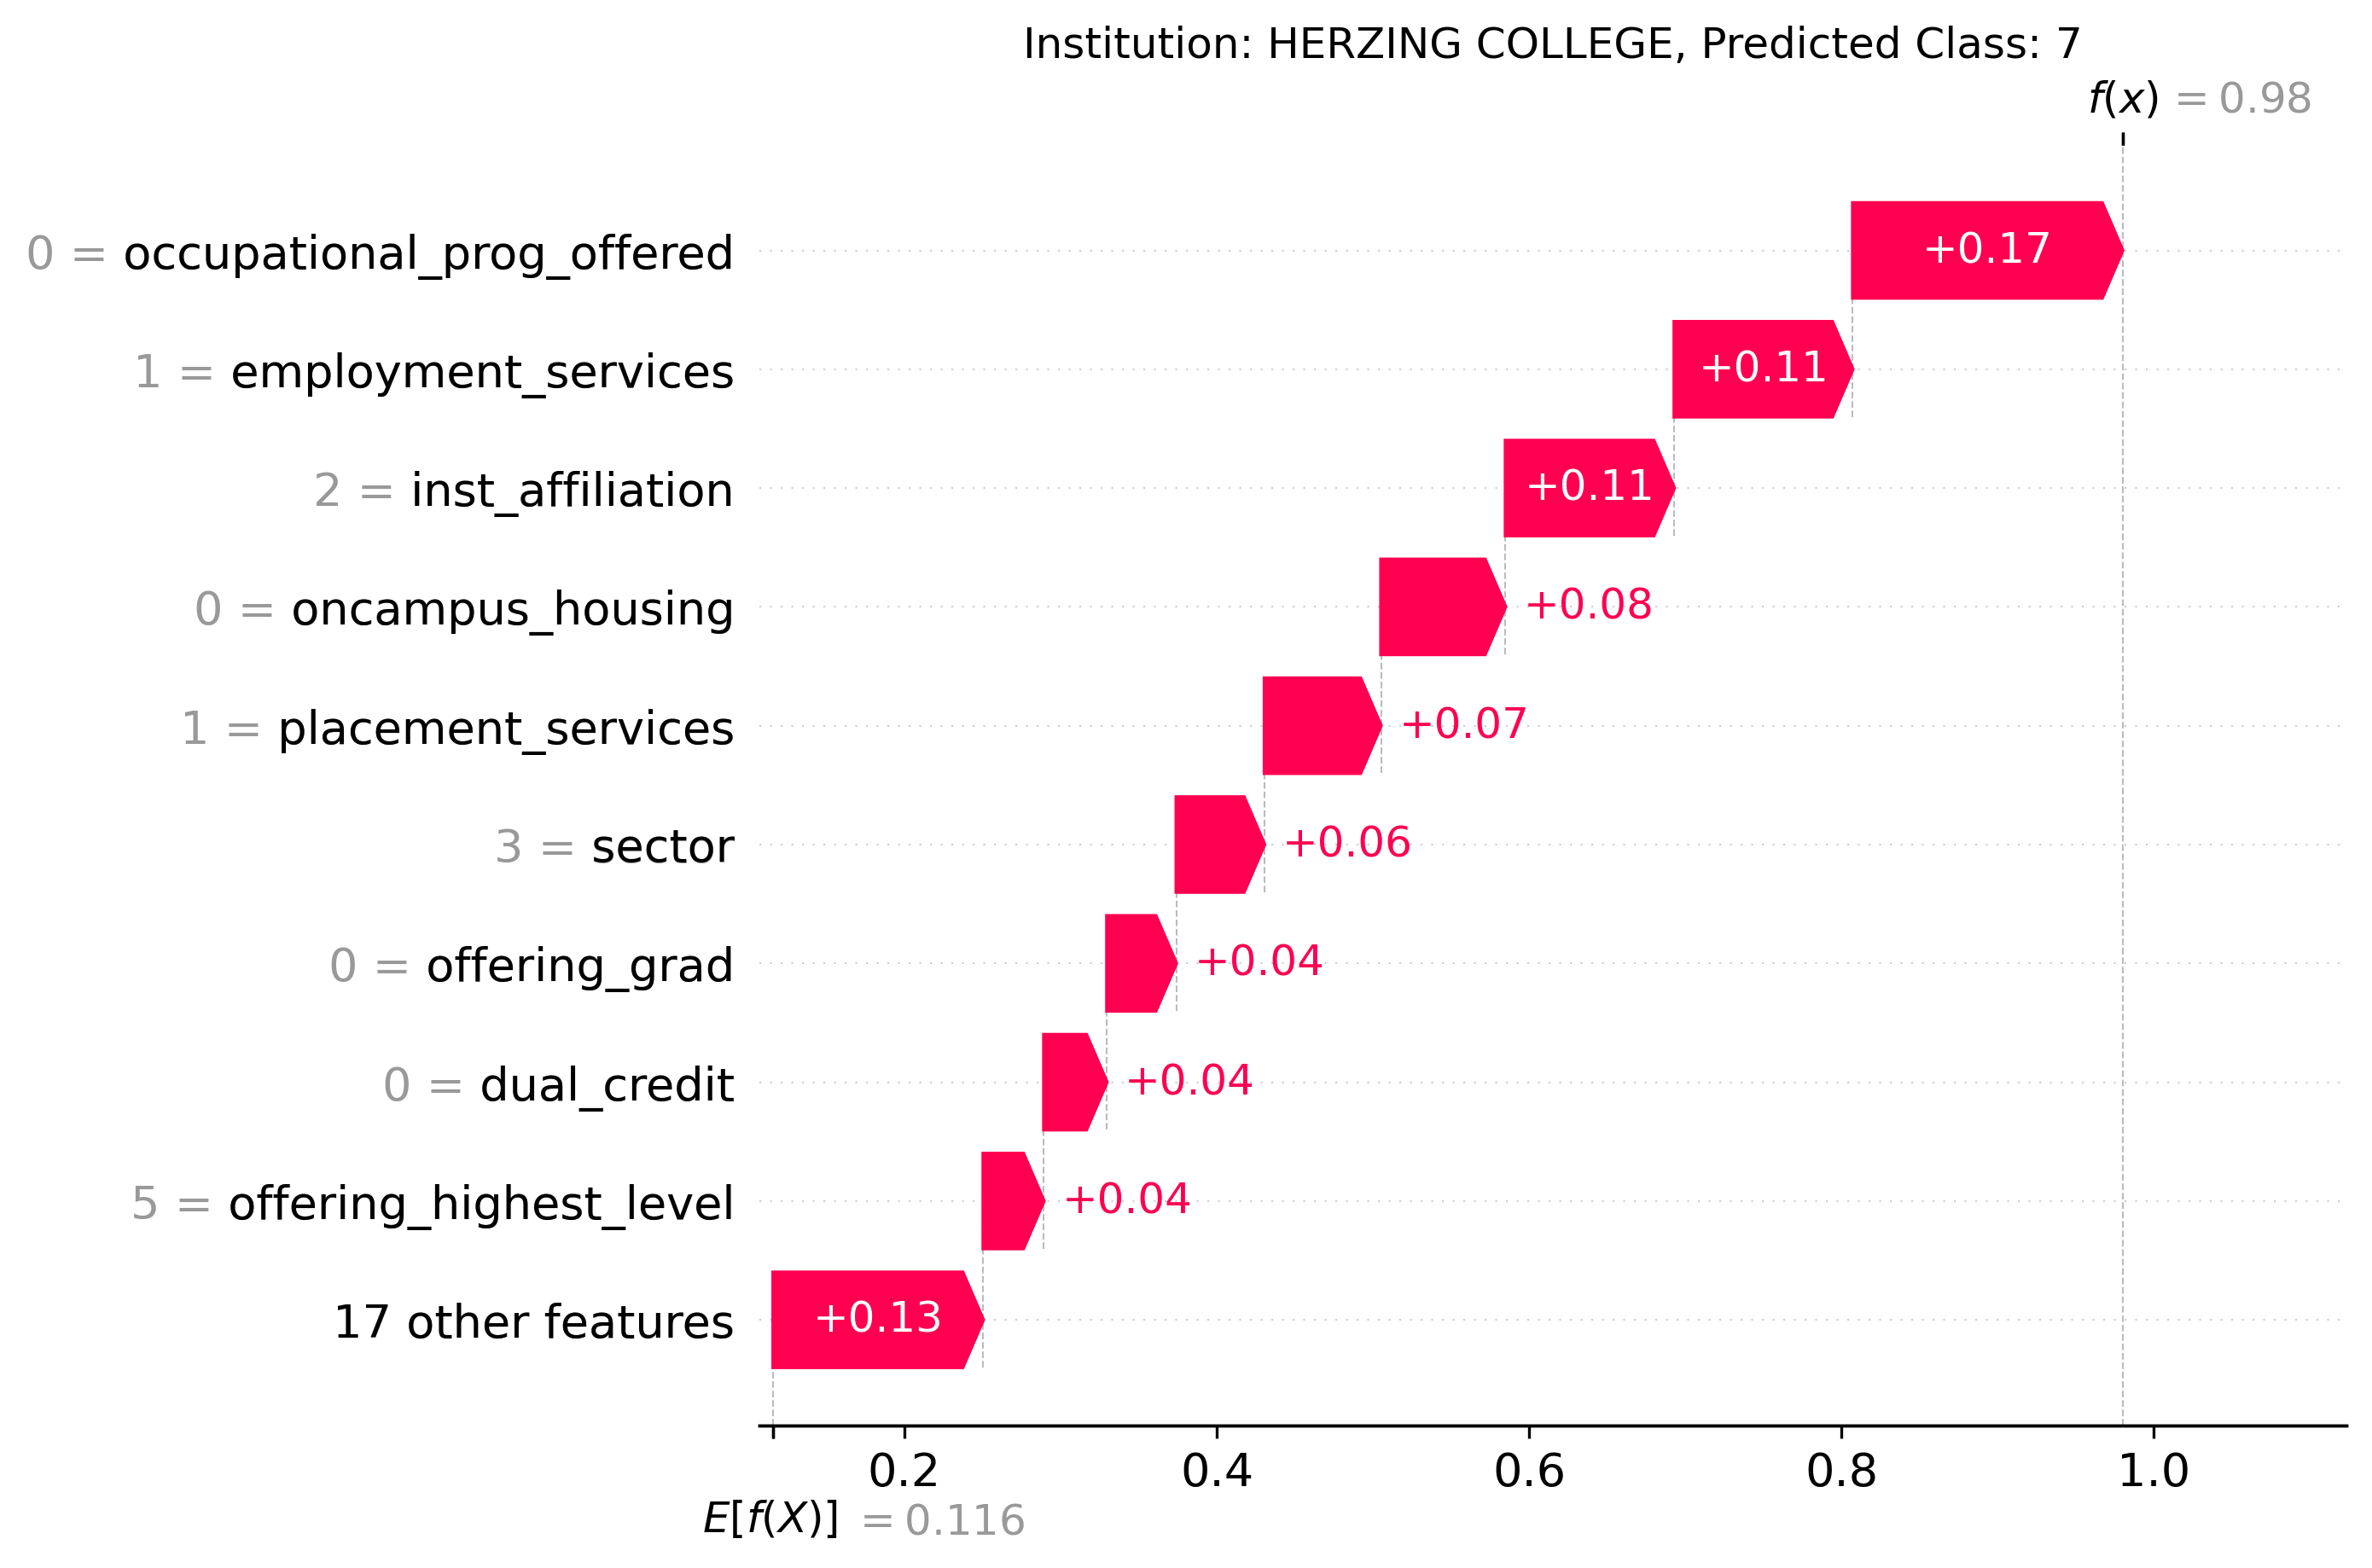 Institution: HERZING COLLEGE, Predicted Class: 7
f(x) = 0.98
0 = occupational_prog_offered +0.17
1 = employment_services +0.11
2 = inst_affiliation +0.11
0 = oncampus_housing +0.08
1 = placement_services +0.07
3 = sector +0.06
0 = offering_grad +0.04
0 = dual_credit +0.04
5 = offering_highest_level +0.04
17 other features +0.13
0.2 0.4 0.6 0.8 1.0
E[f(X)] = 0.116